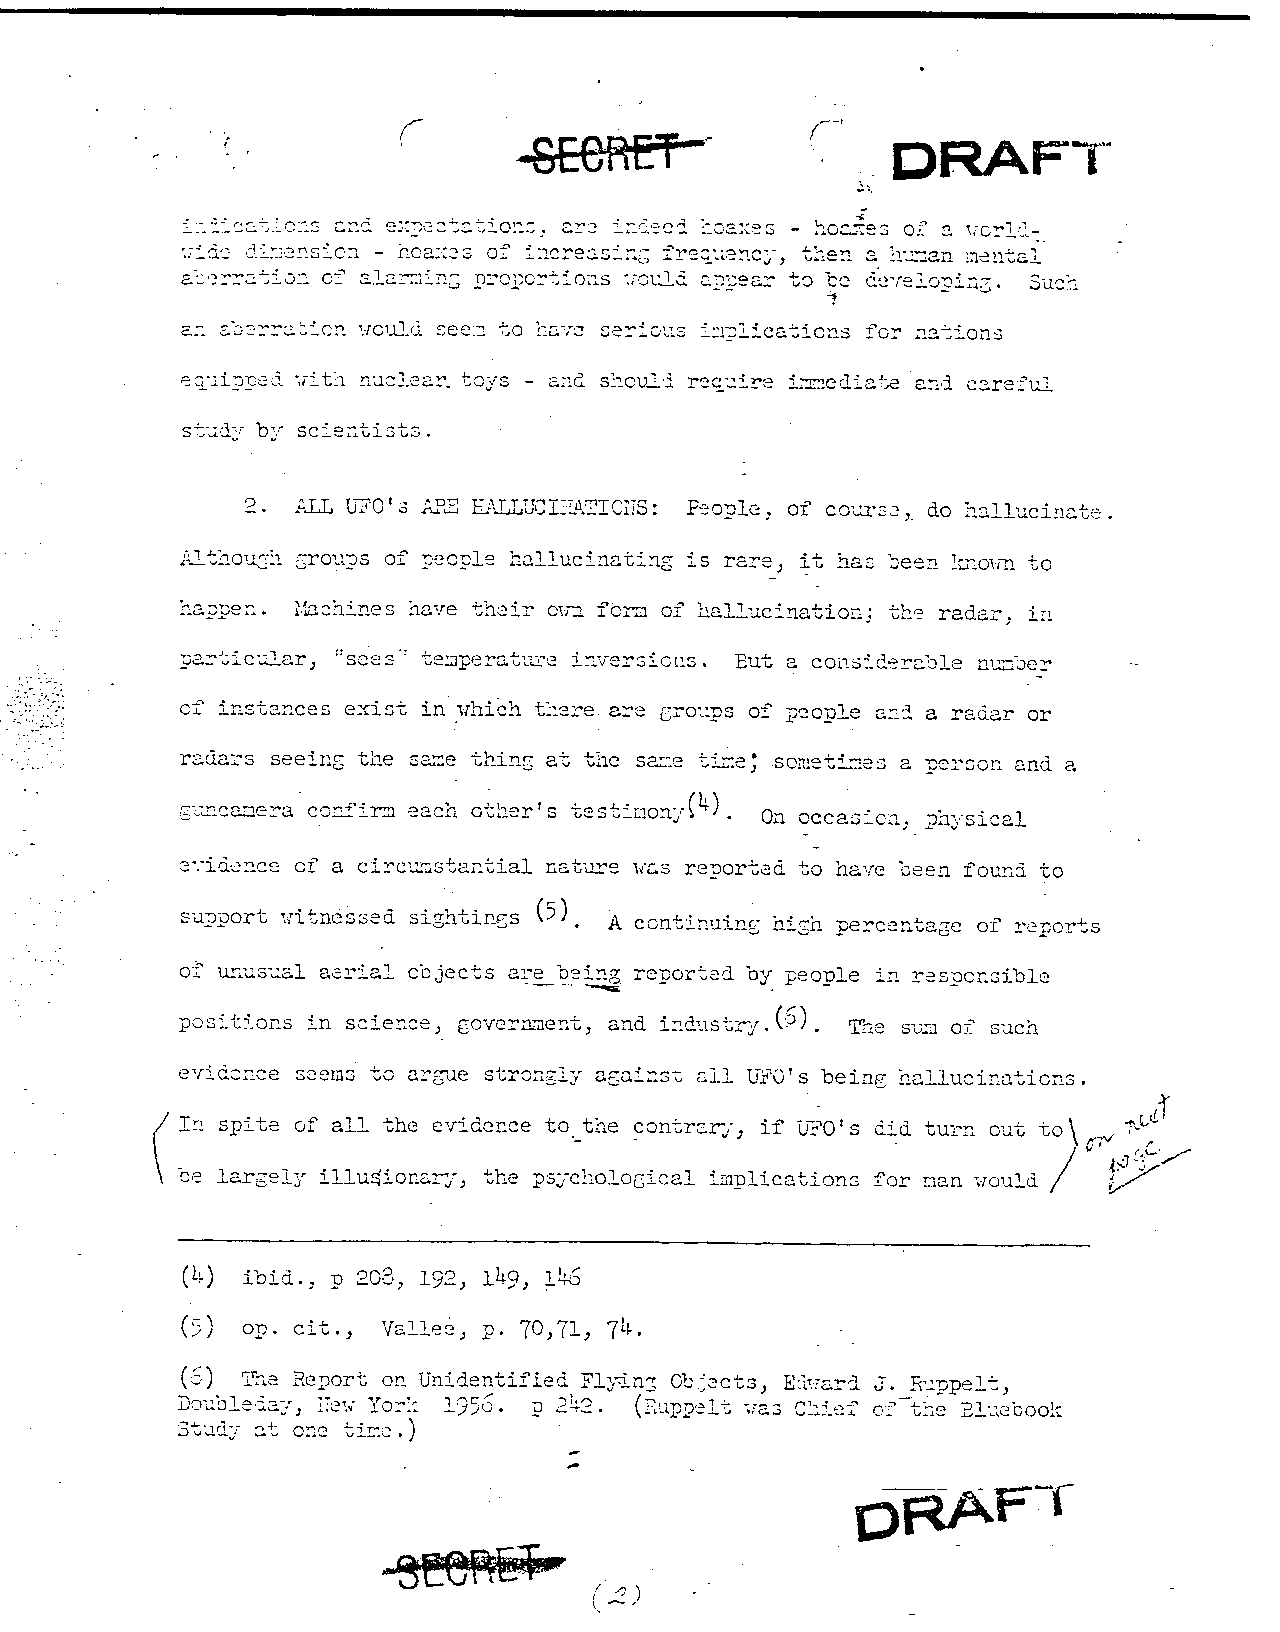 SECRET
DRAFT
indications and expectations, are indeed hoaxes - hoaxes of a world-
wide dimension - hoaxes of increasing frequency, then a human mental
aberration of alarming proportions would appear to be developing. Such
an aberration would seem to have serious implications for nations
equipped with nuclear toys - and should require immediate and careful
study by scientists.
2. ALL UFO's ARE HALLUCINATIONS: People, of course, do hallucinate.
Although groups of people hallucinating is rare, it has been known to
happen. Machines have their own form of hallucination; the radar, in
particular, "sees" temperature inversions. But a considerable number
of instances exist in which there are groups of people and a radar or
radars seeing the same thing at the same time; sometimes a person and a
guncamera confirm each other's testimony(4). On occasion, physical
evidence of a circumstantial nature was reported to have been found to
support witnessed sightings (5). A continuing high percentage of reports
of unusual aerial objects are being reported by people in responsible
positions in science, government, and industry.(6). The sum of such
evidence seems to argue strongly against all UFO's being hallucinations.
In spite of all the evidence to the contrary, if UFO's did turn out to
be largely illusionary, the psychological implications for man would
on next
page
(4) ibid., p 208, 192, 149, 146
(5) op. cit., Vallee, p. 70,71, 74.
(6) The Report on Unidentified Flying Objects, Edward J. Ruppelt,
Doubleday, New York 1956. p 242. (Ruppelt was Chief of the Bluebook
Study at one time.)
DRAFT
SECRET
(2)